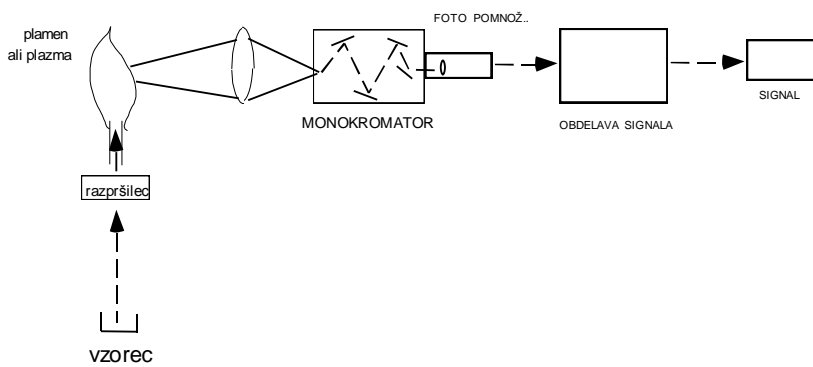 plamen
ali plazma
FOTO POMNOŽ..
MONOKROMATOR
OBDELAVA SIGNALA
SIGNAL
razpršilec
vzorec